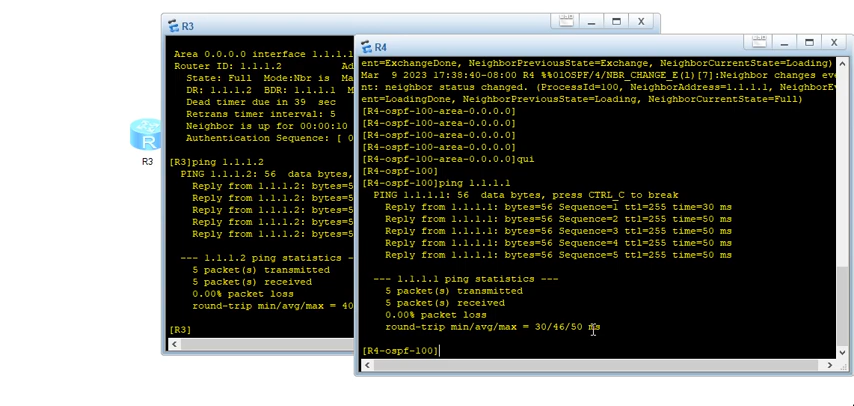 R3
R3
Area 0.0.0.0 interface 1.1.1.1
Router ID: 1.1.1.2 Ad
State: Full Mode:Nbr is Ma
DR: 1.1.1.2 BDR: 1.1.1.1 M
Dead timer due in 39 sec
Retrans timer interval: 5
Neighbor is up for 00:00:10
Authentication Sequence: [ 0
[R3]ping 1.1.1.2
PING 1.1.1.2: 56 data bytes,
Reply from 1.1.1.2: bytes=5
Reply from 1.1.1.2: bytes=5
Reply from 1.1.1.2: bytes=5
Reply from 1.1.1.2: bytes=5
Reply from 1.1.1.2: bytes=5
--- 1.1.1.2 ping statistics --
5 packet(s) transmitted
5 packet(s) received
0.00% packet loss
round-trip min/avg/max = 40
[R3]
R4
ent=ExchangeDone, NeighborPreviousState=Exchange, NeighborCurrentState=Loading)
Mar 9 2023 17:38:40-08:00 R4 %%01OSPF/4/NBR_CHANGE_E(l)[7]:Neighbor changes eve
nt: neighbor status changed. (ProcessId=100, NeighborAddress=1.1.1.1, NeighborEv
ent=LoadingDone, NeighborPreviousState=Loading, NeighborCurrentState=Full)
[R4-ospf-100-area-0.0.0.0]
[R4-ospf-100-area-0.0.0.0]
[R4-ospf-100-area-0.0.0.0]
[R4-ospf-100-area-0.0.0.0]
[R4-ospf-100-area-0.0.0.0]qui
[R4-ospf-100]
[R4-ospf-100]ping 1.1.1.1
PING 1.1.1.1: 56 data bytes, press CTRL_C to break
Reply from 1.1.1.1: bytes=56 Sequence=1 ttl=255 time=30 ms
Reply from 1.1.1.1: bytes=56 Sequence=2 ttl=255 time=50 ms
Reply from 1.1.1.1: bytes=56 Sequence=3 ttl=255 time=50 ms
Reply from 1.1.1.1: bytes=56 Sequence=4 ttl=255 time=50 ms
Reply from 1.1.1.1: bytes=56 Sequence=5 ttl=255 time=50 ms
--- 1.1.1.1 ping statistics ---
5 packet(s) transmitted
5 packet(s) received
0.00% packet loss
round-trip min/avg/max = 30/46/50 ms
[R4-ospf-100]